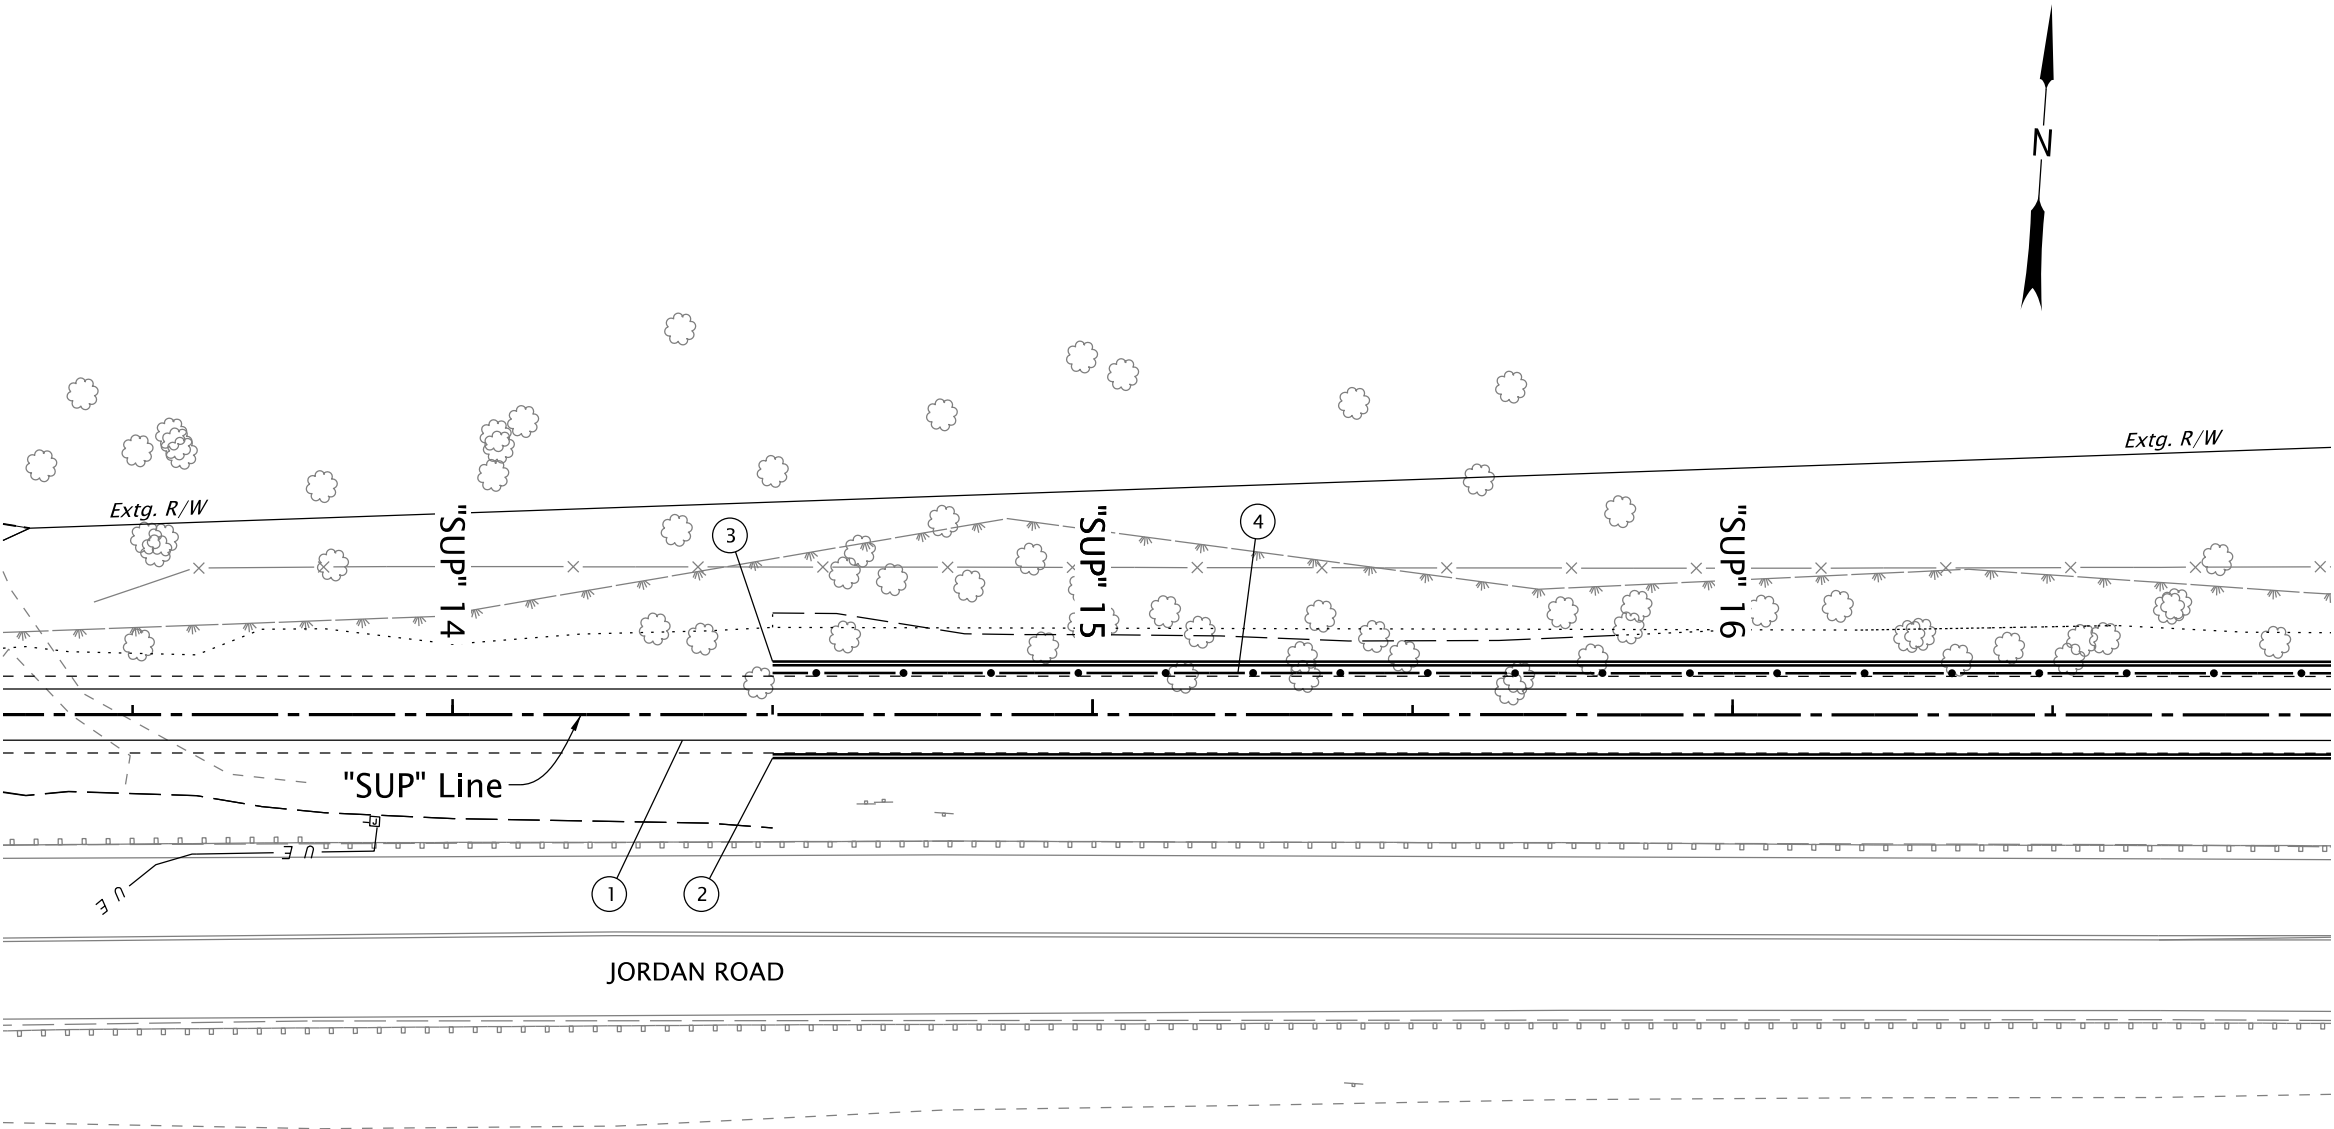 N
Extg. R/W
Extg. R/W
"SUP" 14
"SUP" 15
"SUP" 16
3
4
"SUP" Line
J
U E
U E
1
2
JORDAN ROAD